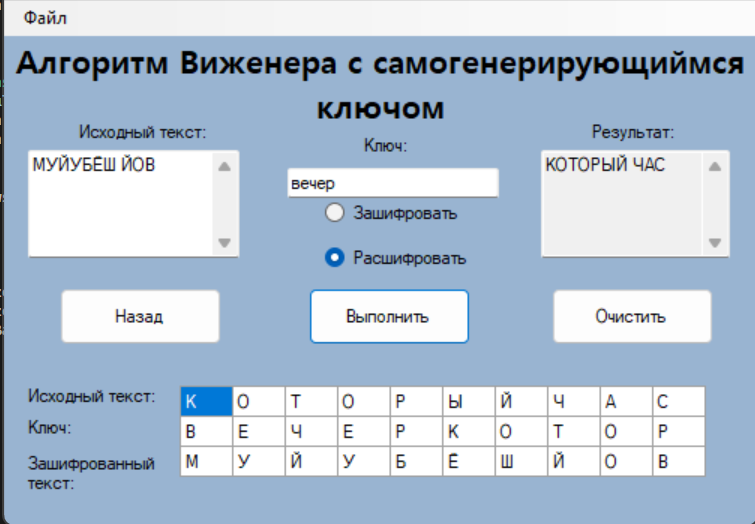 Файл
Алгоритм Виженера с самогенерирующиймся
ключом
Исходный текст:
Ключ:
Результат:
МУЙУБЁШ ЙОВ
вечер
КОТОРЫЙ ЧАС
Зашифровать
Расшифровать
Назад
Выполнить
Очистить
Исходный текст: К О Т О Р Ы Й Ч А С
Ключ: В Е Ч Е Р К О Т О Р
Зашифрованный текст: М У Й У Б Ё Ш Й О В